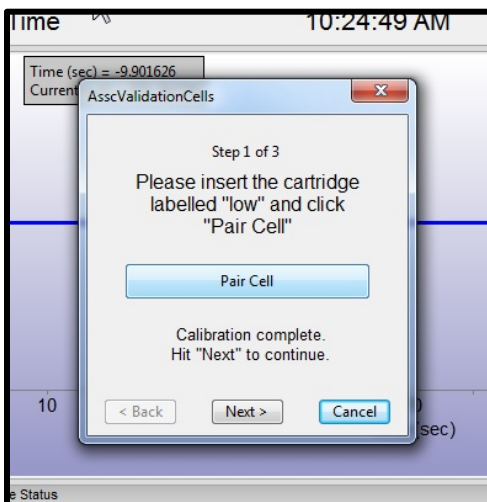 Time 10:24:49 AM
Time (sec) = -9.901626
Current
AsscValidationCells
Step 1 of 3
Please insert the cartridge
labelled "low" and click
"Pair Cell"
Pair Cell
Calibration complete.
Hit "Next" to continue.
10
(sec)
< Back Next > Cancel
e Status